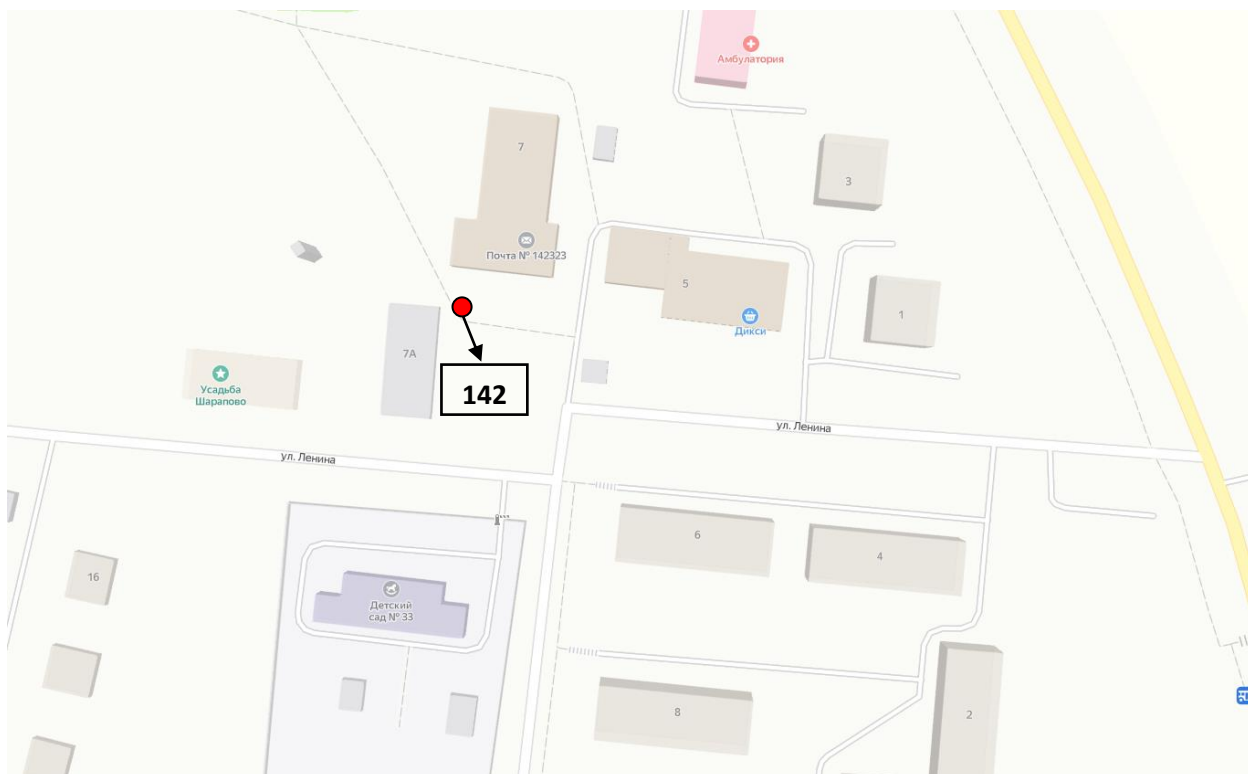 Амбулатория
7
3
Почта № 142323
5
Дикси
1
7А
142
Усадьба
Шарапово
ул. Ленина
ул. Ленина
6
4
16
Детский
сад № 33
8
2